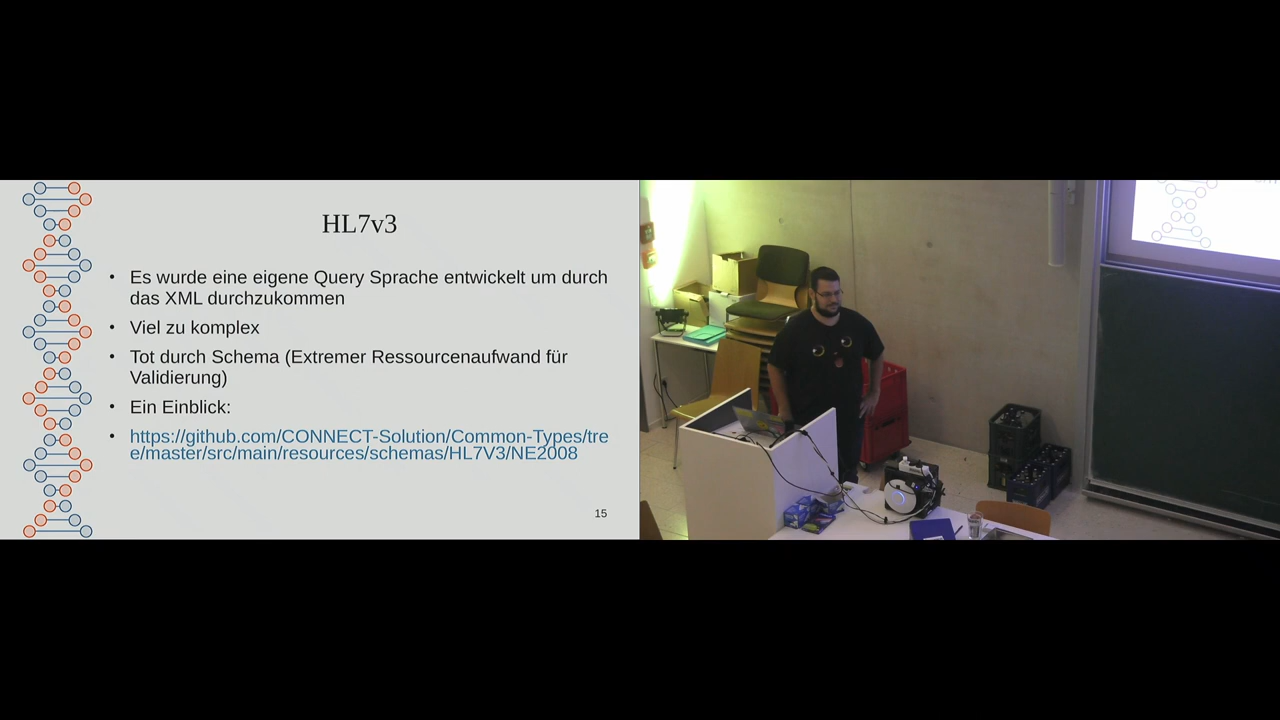 HL7v3
• Es wurde eine eigene Query Sprache entwickelt um durch
das XML durchzukommen
• Viel zu komplex
• Tot durch Schema (Extremer Ressourcenaufwand für
Validierung)
• Ein Einblick:
• https://github.com/CONNECT-Solution/Common-Types/tre
e/master/src/main/resources/schemas/HL7V3/NE2008
15